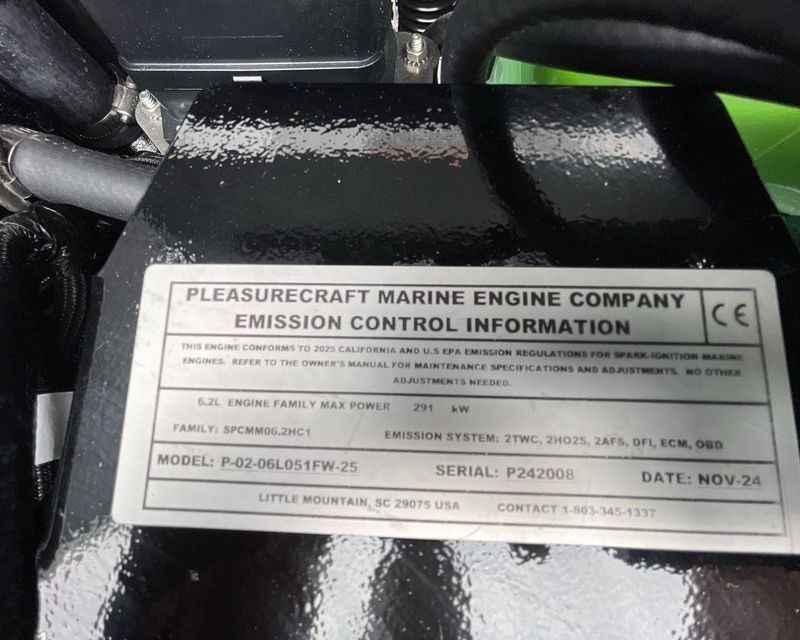 PLEASURECRAFT MARINE ENGINE COMPANY
EMISSION CONTROL INFORMATION
CE
THIS ENGINE CONFORMS TO 2025 CALIFORNIA AND U.S EPA EMISSION REGULATIONS FOR SPARK-IGNITION MARINE
ENGINES. REFER TO THE OWNER'S MANUAL FOR MAINTENANCE SPECIFICATIONS AND ADJUSTMENTS. NO OTHER
ADJUSTMENTS NEEDED.
6.2L ENGINE FAMILY MAX POWER 291 kW
FAMILY: SPCMM06.2HC1 EMISSION SYSTEM: 2TWC, 2HO2S, 2AFS, DFI, ECM, OBD
MODEL: P-02-06L051FW-25 SERIAL: P242008 DATE: NOV-24
LITTLE MOUNTAIN, SC 29075 USA CONTACT 1-803-345-1337